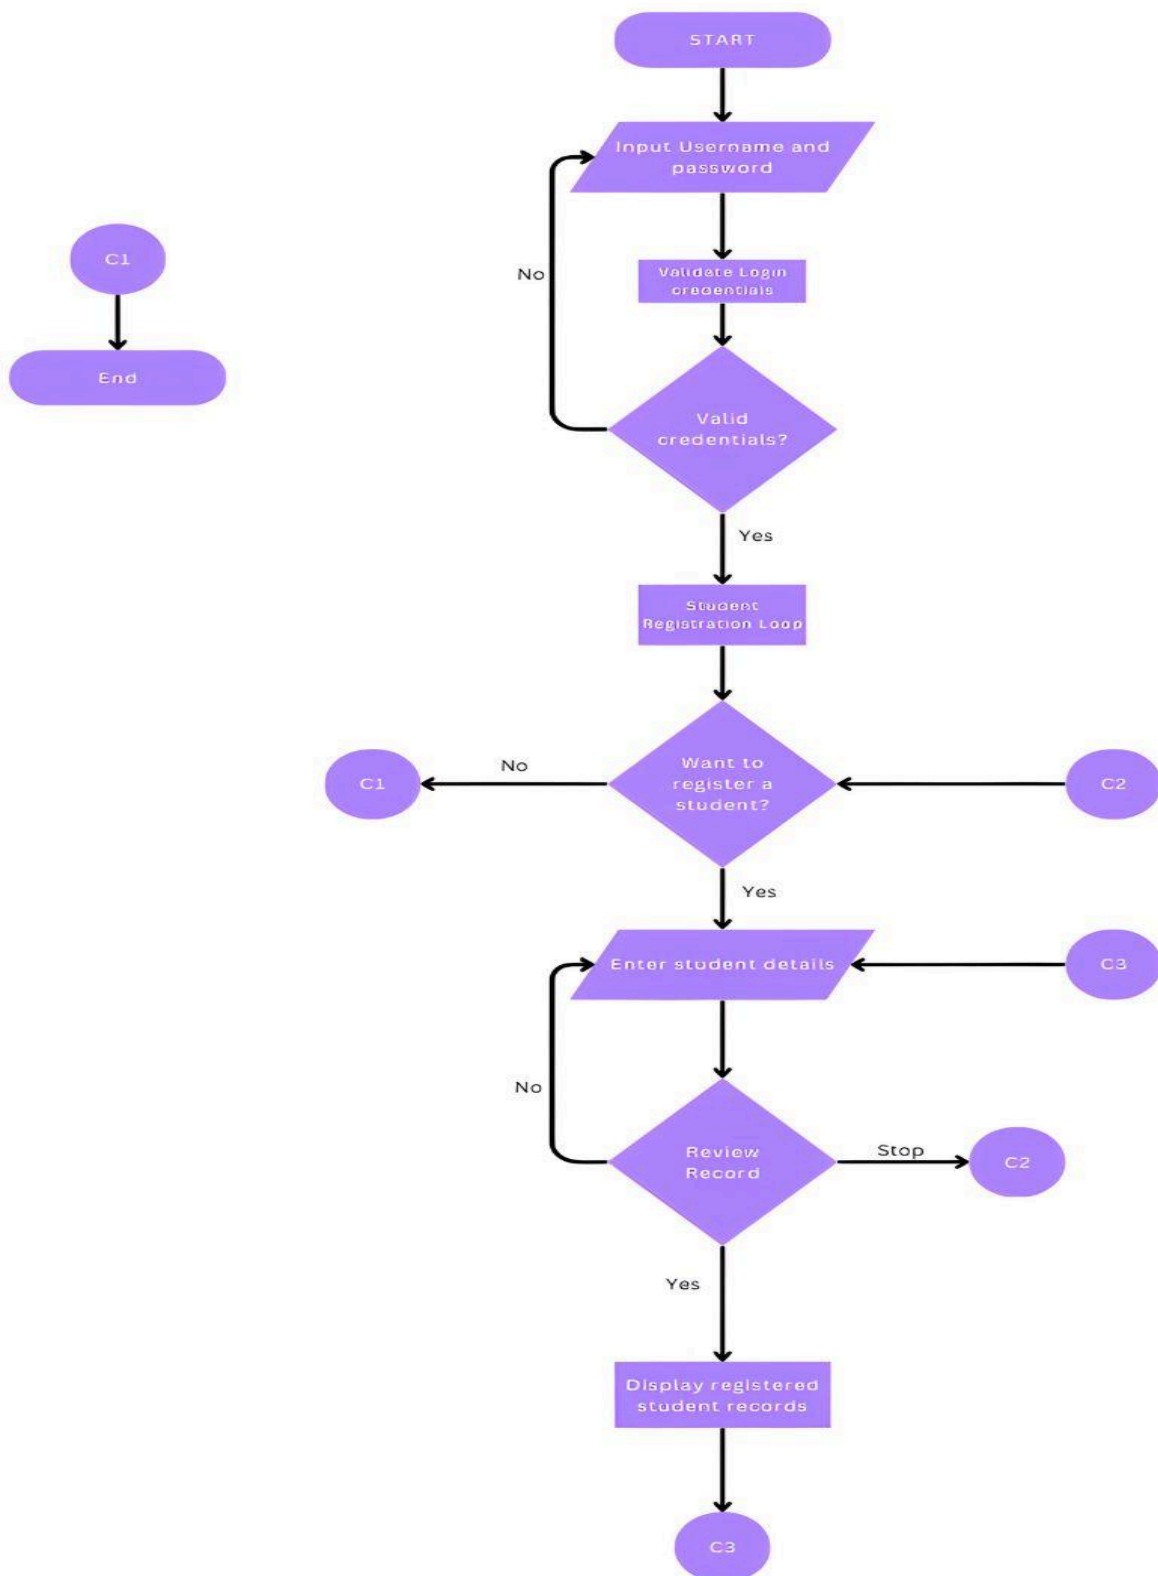 START
Input Username and
password
C1
No
Validate Login
credentials
End
Valid
credentials?
Yes
Student
Registration Loop
C1
No
Want to
register a
student?
C2
Yes
Enter student details
C3
No
Review
Record
Stop
C2
Yes
Display registered
student records
C3